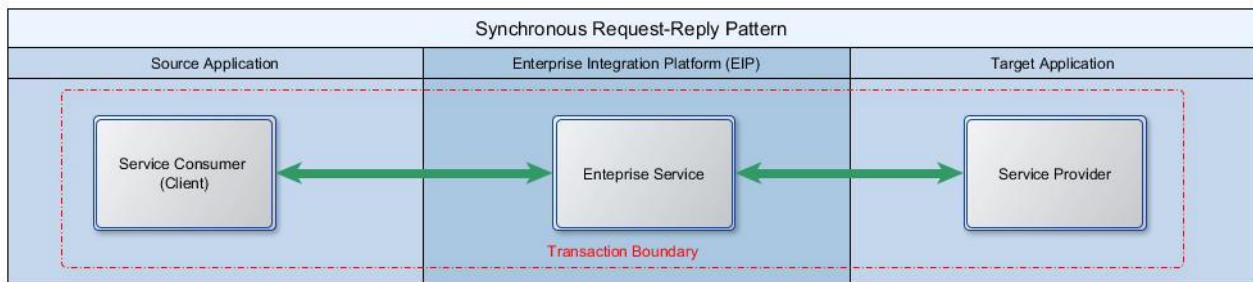 Synchronous Request-Reply Pattern
Source Application
Enterprise Integration Platform (EIP)
Target Application
Service Consumer
(Client)
Enteprise Service
Service Provider
Transaction Boundary